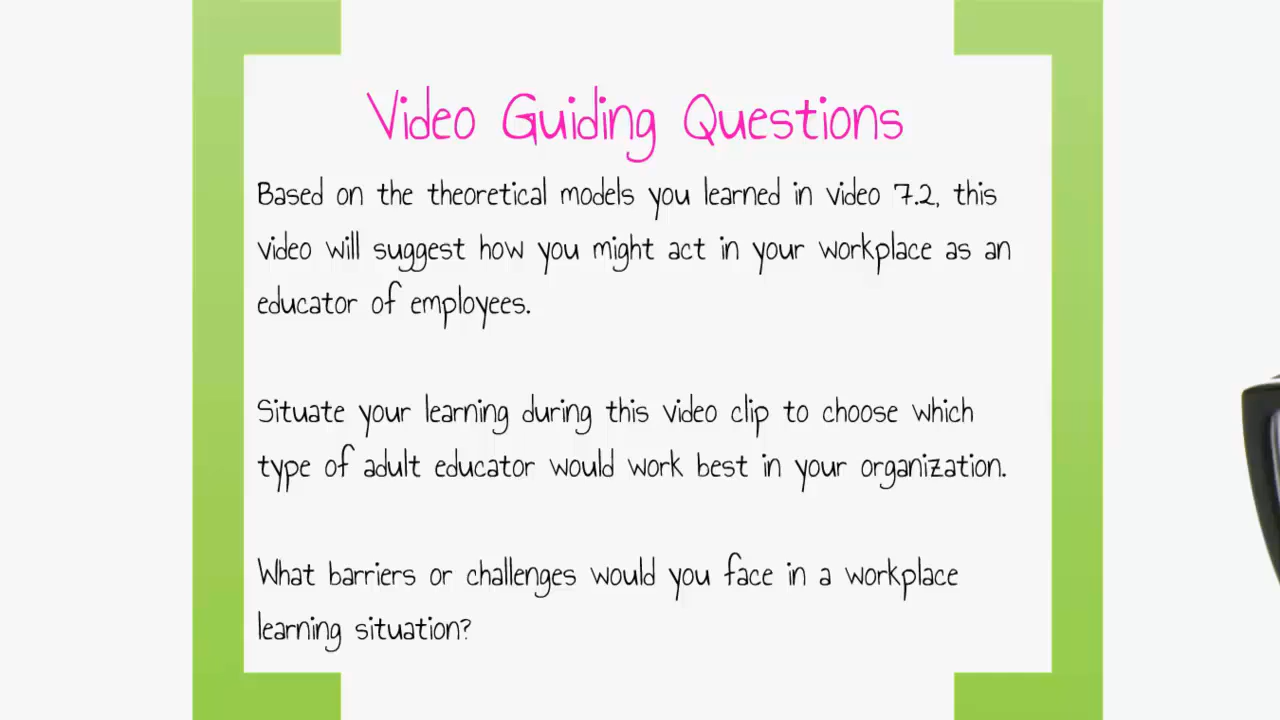 Video Guiding Questions
Based on the theoretical models you learned in video 7.2, this
video will suggest how you might act in your workplace as an
educator of employees.
Situate your learning during this video clip to choose which
type of adult educator would work best in your organization.
What barriers or challenges would you face in a workplace
learning situation?